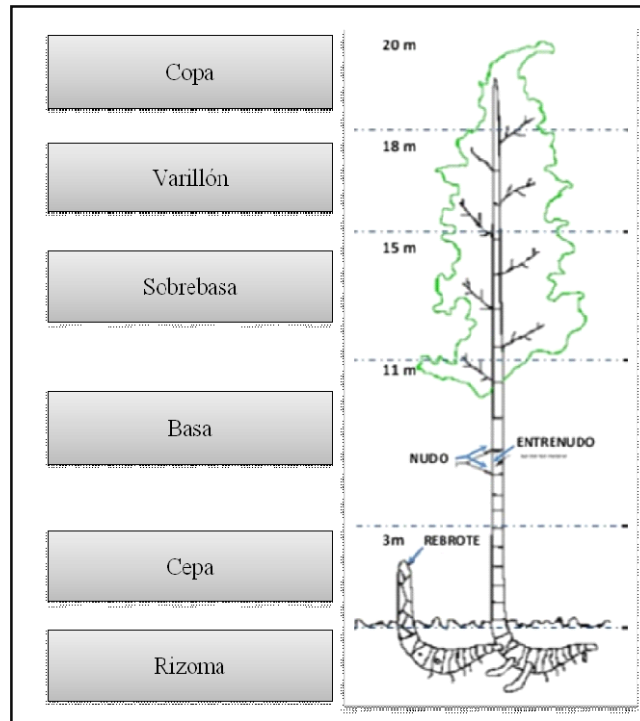 Copa
20 m
18 m
Varillón
15 m
Sobrebasa
11 m
Basa
NUDO
ENTRENUDO
Cepa
3m
REBROTE
Rizoma